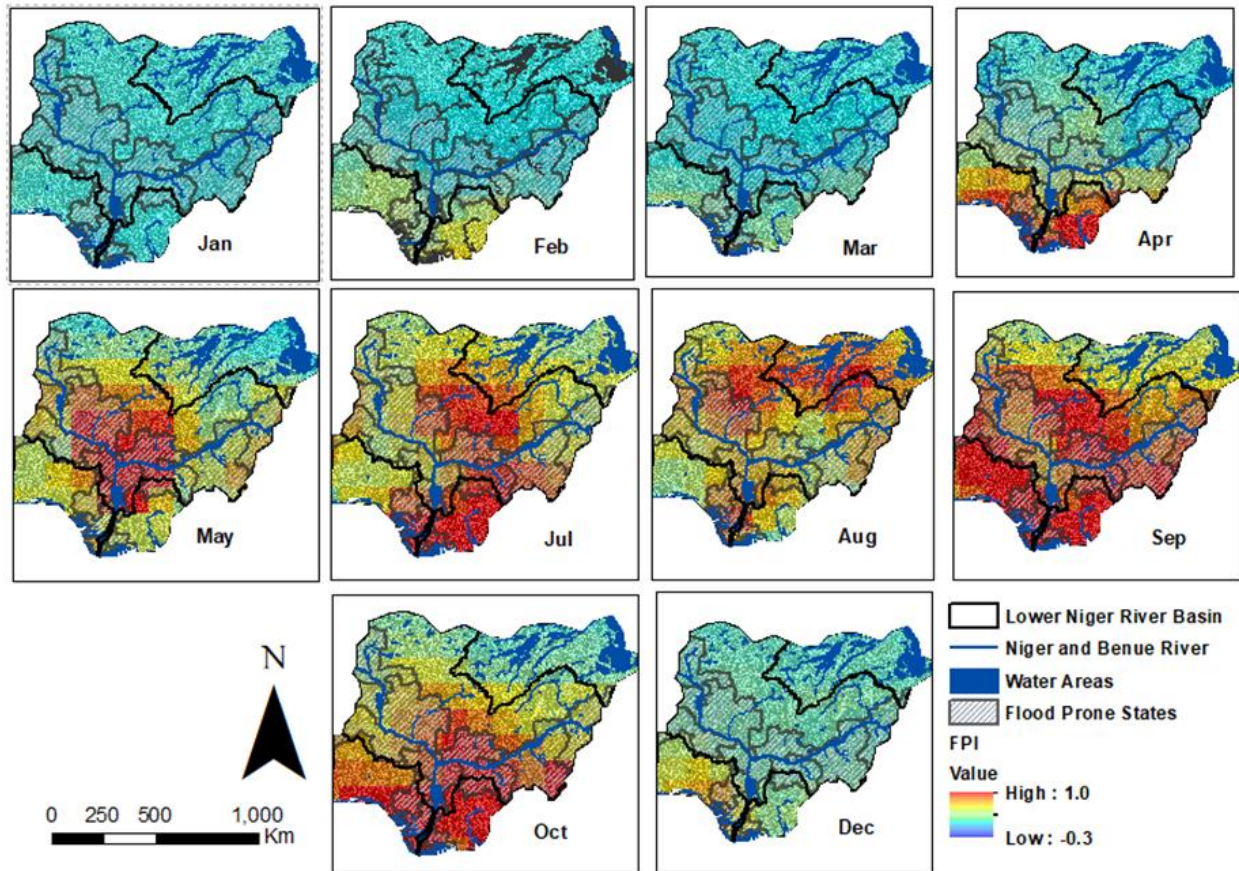 Jan
Feb
Mar
Apr
May
Jul
Aug
Sep
Oct
Dec
N
0 250 500 1,000
Km
Lower Niger River Basin
Niger and Benue River
Water Areas
Flood Prone States
FPI
Value
High : 1.0
Low : -0.3